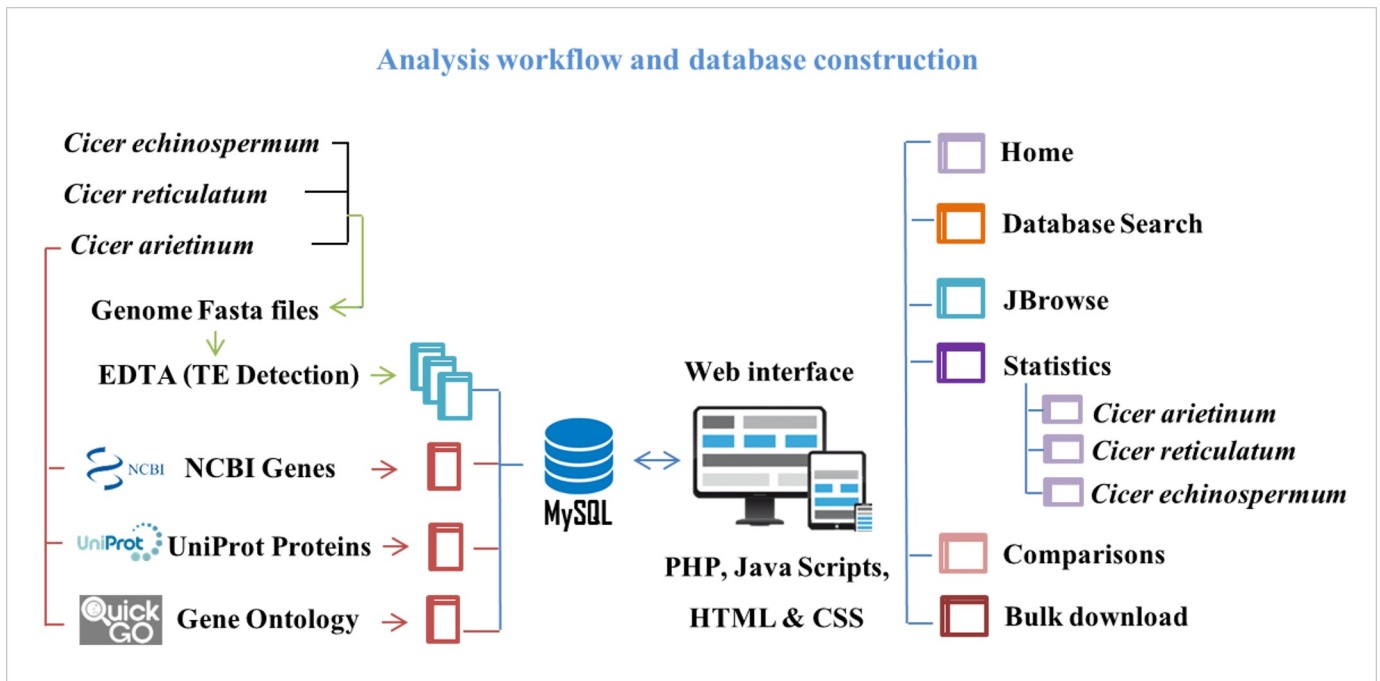 Analysis workflow and database construction
Cicer echinospermum
Cicer reticulatum
Cicer arietinum
Genome Fasta files
EDTA (TE Detection)
NCBI NCBI Genes
UniProt UniProt Proteins
Quick GO Gene Ontology
MySQL
Web interface
PHP, Java Scripts,
HTML & CSS
Home
Database Search
JBrowse
Statistics
Cicer arietinum
Cicer reticulatum
Cicer echinospermum
Comparisons
Bulk download